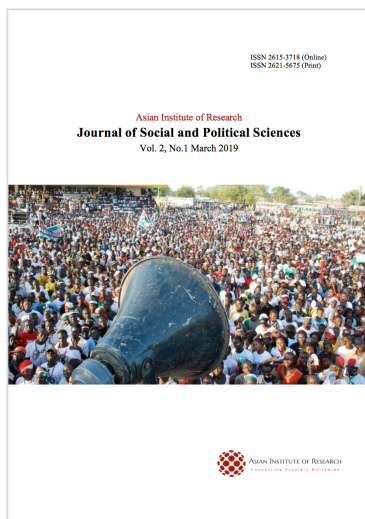 ISSN 2615-3718 (Online)
ISSN 2621-5675 (Print)
Asian Institute of Research
Journal of Social and Political Sciences
Vol. 2, No.1 March 2019
ASIAN INSTITUTE OF RESEARCH
Connecting Scholars Worldwide